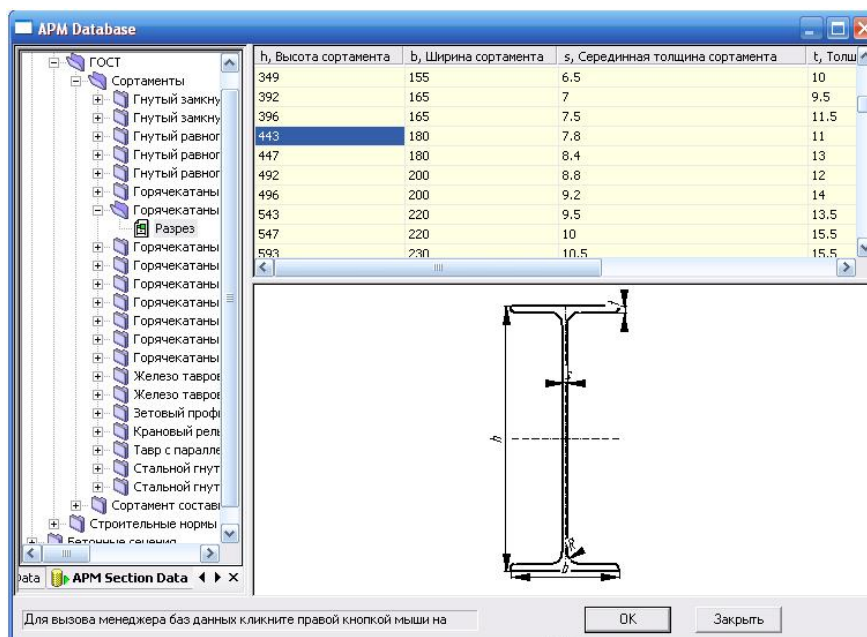 APM Database
ГОСТ
Сортаменты
Гнутый замкну
Гнутый замкну
Гнутый равног
Гнутый равног
Гнутый равног
Горячекатаны
Горячекатаны
Разрез
Горячекатаны
Горячекатаны
Горячекатаны
Горячекатаны
Горячекатаны
Горячекатаны
Горячекатаны
Железо тавров
Железо тавров
Зетовый профи
Крановый рель
Тавр с паралле
Стальной гнут
Стальной гнут
Сортамент состави
Строительные нормы
Бетонные сечения
Data APM Section Data
h, Высота сортамента b, Ширина сортамента s, Серединная толщина сортамента t, Толщ
349 155 6.5 10
392 165 7 9.5
396 165 7.5 11.5
443 180 7.8 11
447 180 8.4 13
492 200 8.8 12
496 200 9.2 14
543 220 9.5 13.5
547 220 10 15.5
593 230 10.5 15.5
s
h
R
b
Для вызова менеджера баз данных кликните правой кнопкой мыши на
OK Закрыть